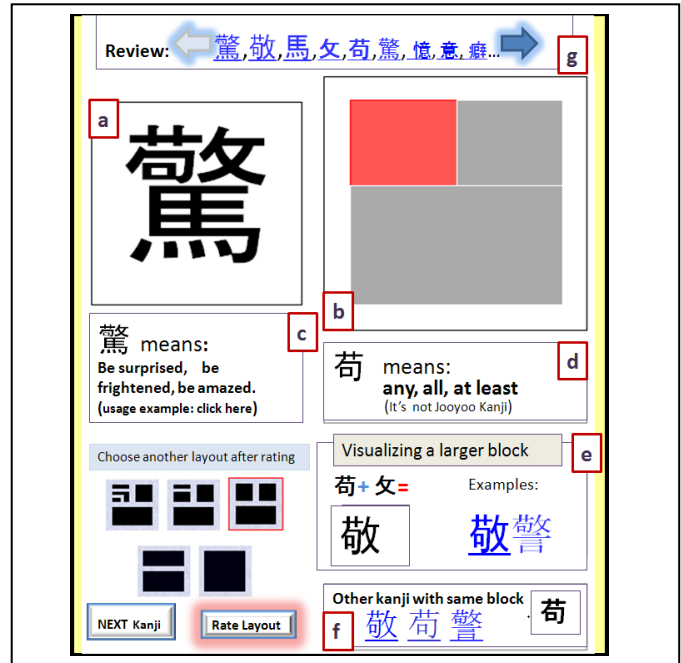 Review: 驚,敬,馬,攵,苟,驚, 憶, 意, 癖...
g
a
驚
b
c
驚 means:
Be surprised, be
frightened, be amazed.
(usage example: click here)
d
苟 means:
any, all, at least
(It's not Jooyoo Kanji)
Choose another layout after rating
e
Visualizing a larger block
苟+ 攵=
Examples:
敬
敬警
NEXT Kanji
Rate Layout
f
Other kanji with same block
敬 苟 警
. 苟